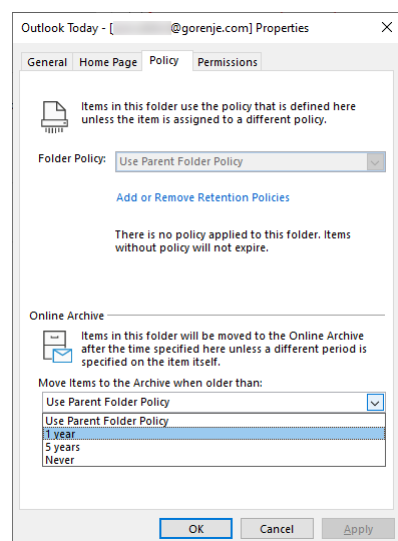 Outlook Today - [ @gorenje.com] Properties
General Home Page Policy Permissions
Items in this folder use the policy that is defined here
unless the item is assigned to a different policy.
Folder Policy: Use Parent Folder Policy
Add or Remove Retention Policies
There is no policy applied to this folder. Items
without policy will not expire.
Online Archive
Items in this folder will be moved to the Online Archive
after the time specified here unless a different period is
specified on the item itself.
Move Items to the Archive when older than:
Use Parent Folder Policy
Use Parent Folder Policy
1 year
5 years
Never
OK Cancel Apply